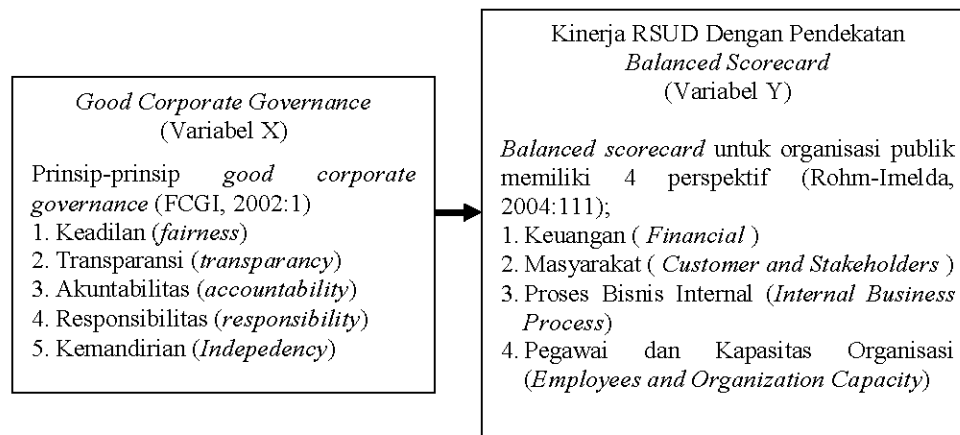 Good Corporate Governance
(Variabel X)
Prinsip-prinsip good corporate
governance (FCGI, 2002:1)
1. Keadilan (fairness)
2. Transparansi (transparancy)
3. Akuntabilitas (accountability)
4. Responsibilitas (responsibility)
5. Kemandirian (Indepedency)
Kinerja RSUD Dengan Pendekatan
Balanced Scorecard
(Variabel Y)
Balanced scorecard untuk organisasi publik
memiliki 4 perspektif (Rohm-Imelda,
2004:111);
1. Keuangan ( Financial )
2. Masyarakat ( Customer and Stakeholders )
3. Proses Bisnis Internal (Internal Business
Process)
4. Pegawai dan Kapasitas Organisasi
(Employees and Organization Capacity)